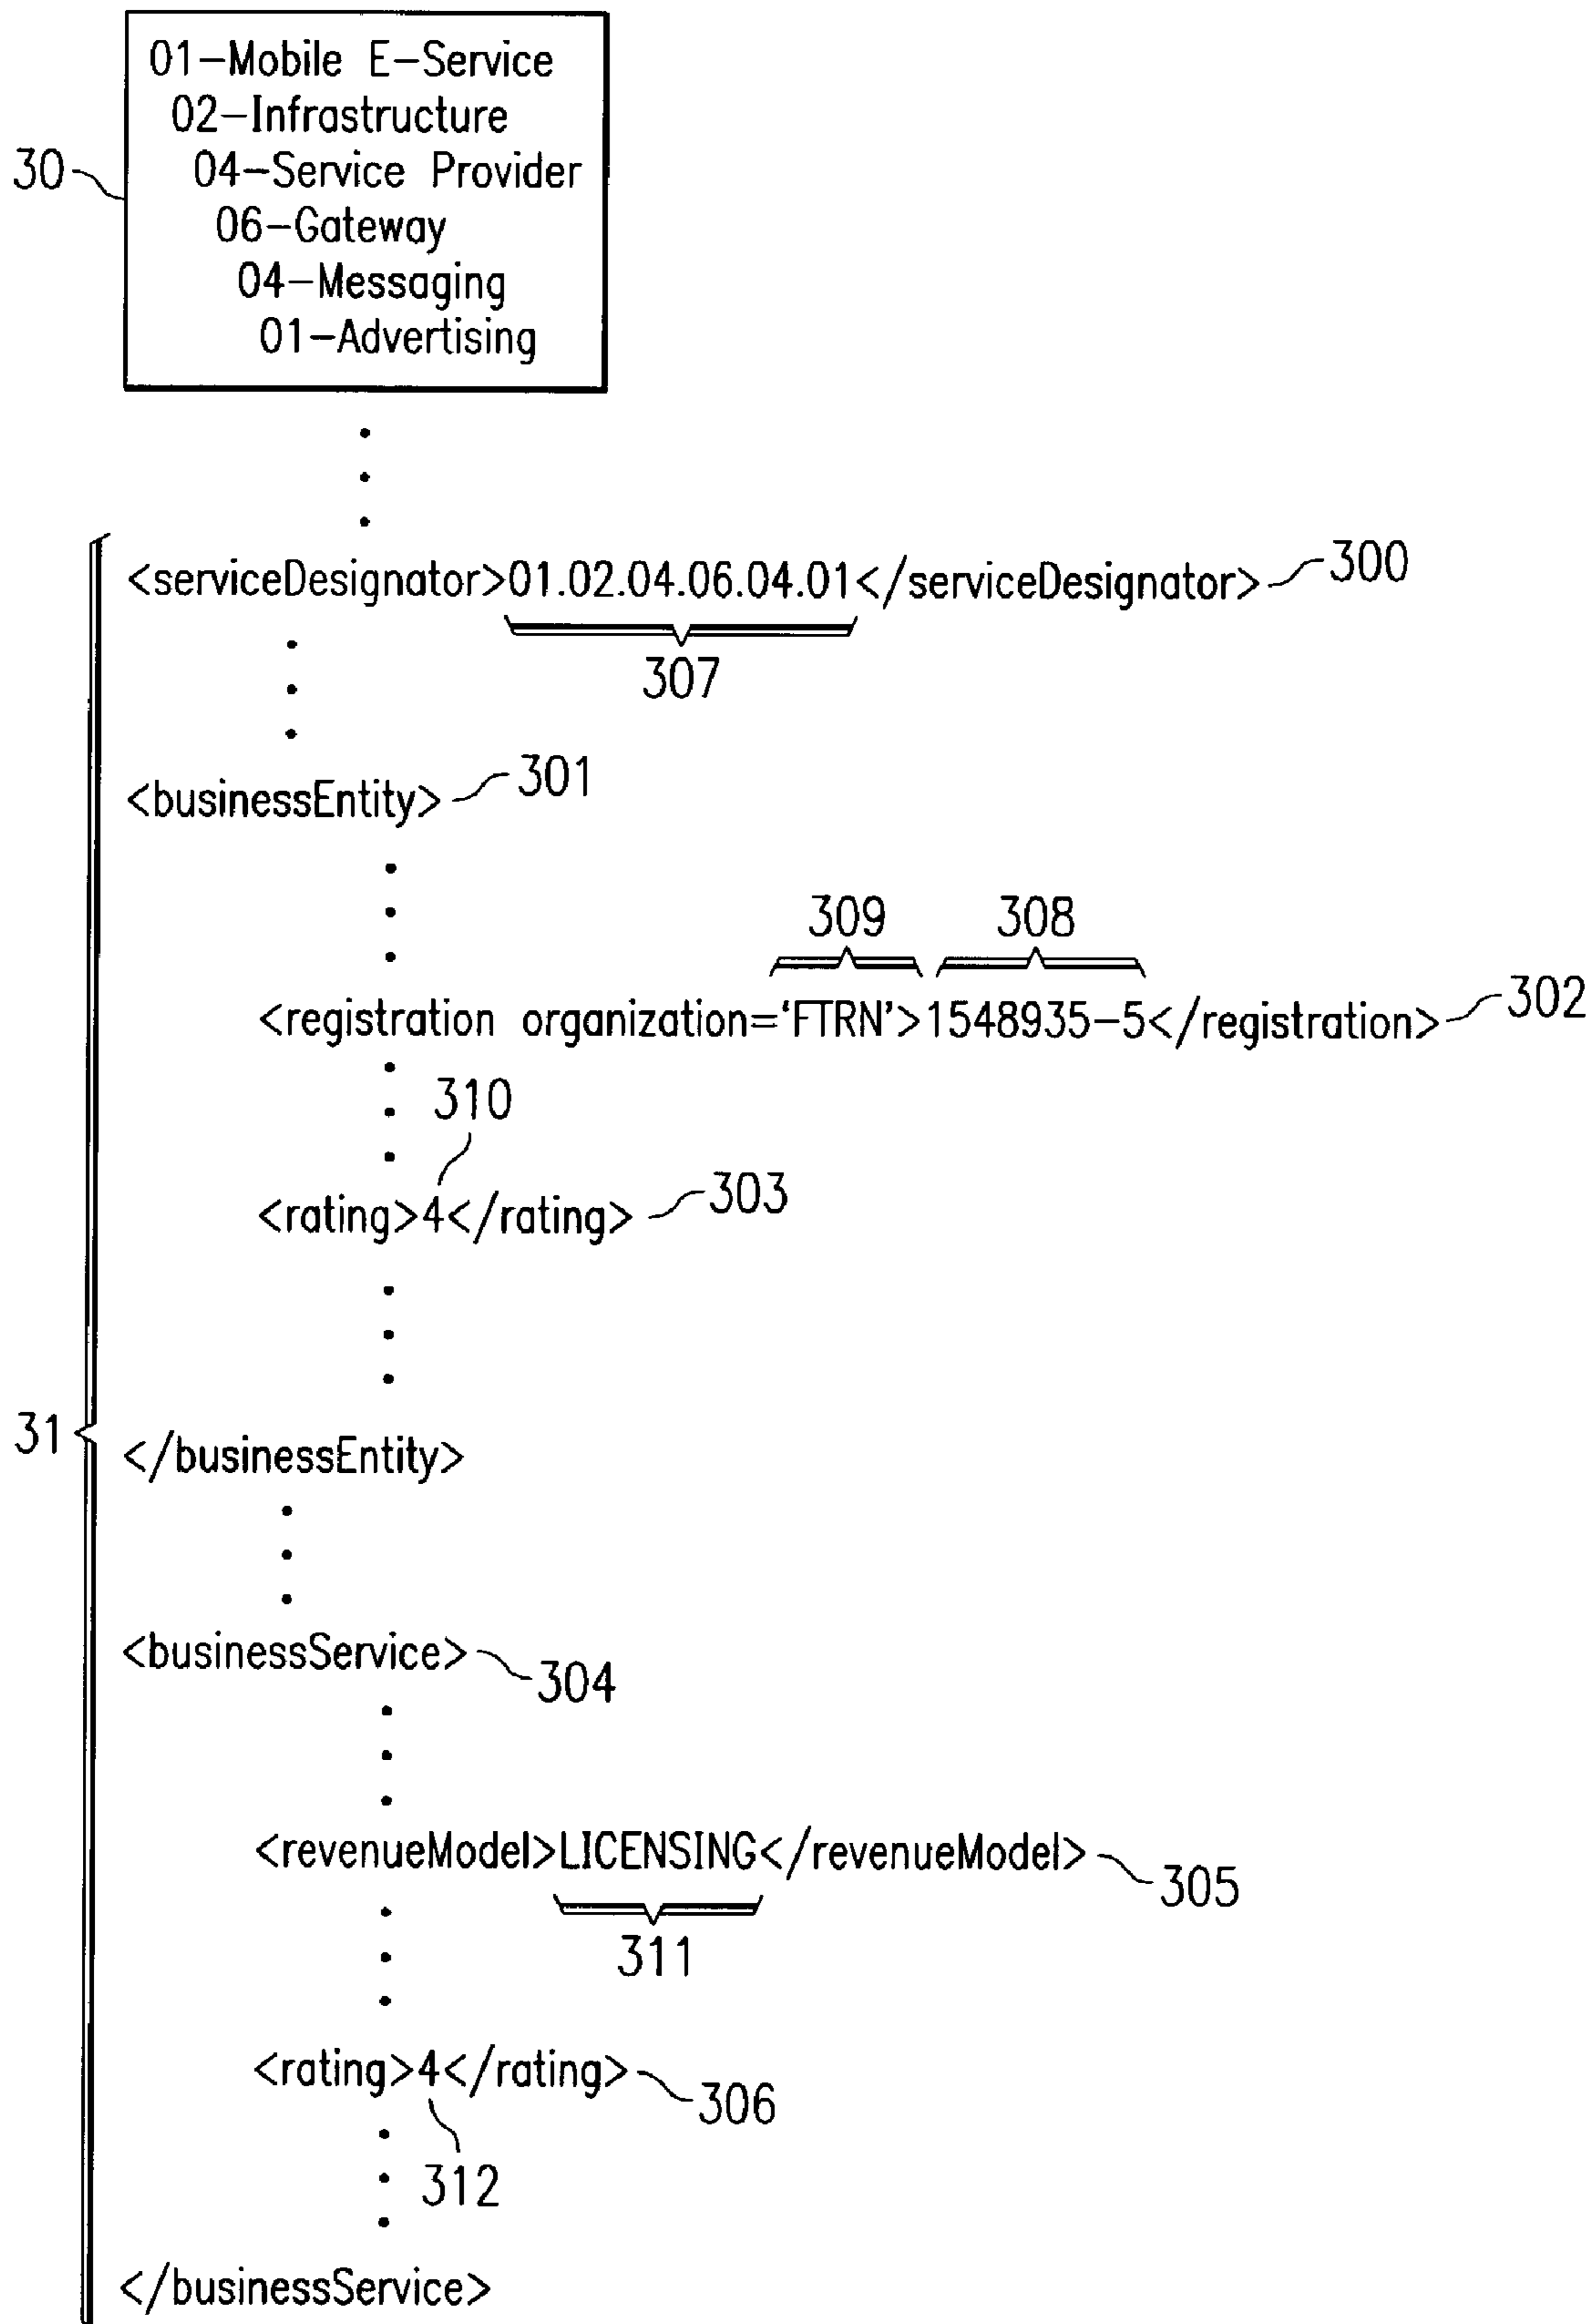 01-Mobile E-Service
02-Infrastructure
30
04-Service Provider
06-Gateway
04-Messaging
01-Advertising
<serviceDesignator>01.02.04.06.04.01</serviceDesignator> 300
307
<businessEntity> 301
309 308
<registration organization='FTRN'>1548935-5</registration> 302
310
<rating>4</rating> 303
31
</businessEntity>
<businessService> 304
<revenueModel>LICENSING</revenueModel> 305
311
<rating>4</rating> 306
312
</businessService>